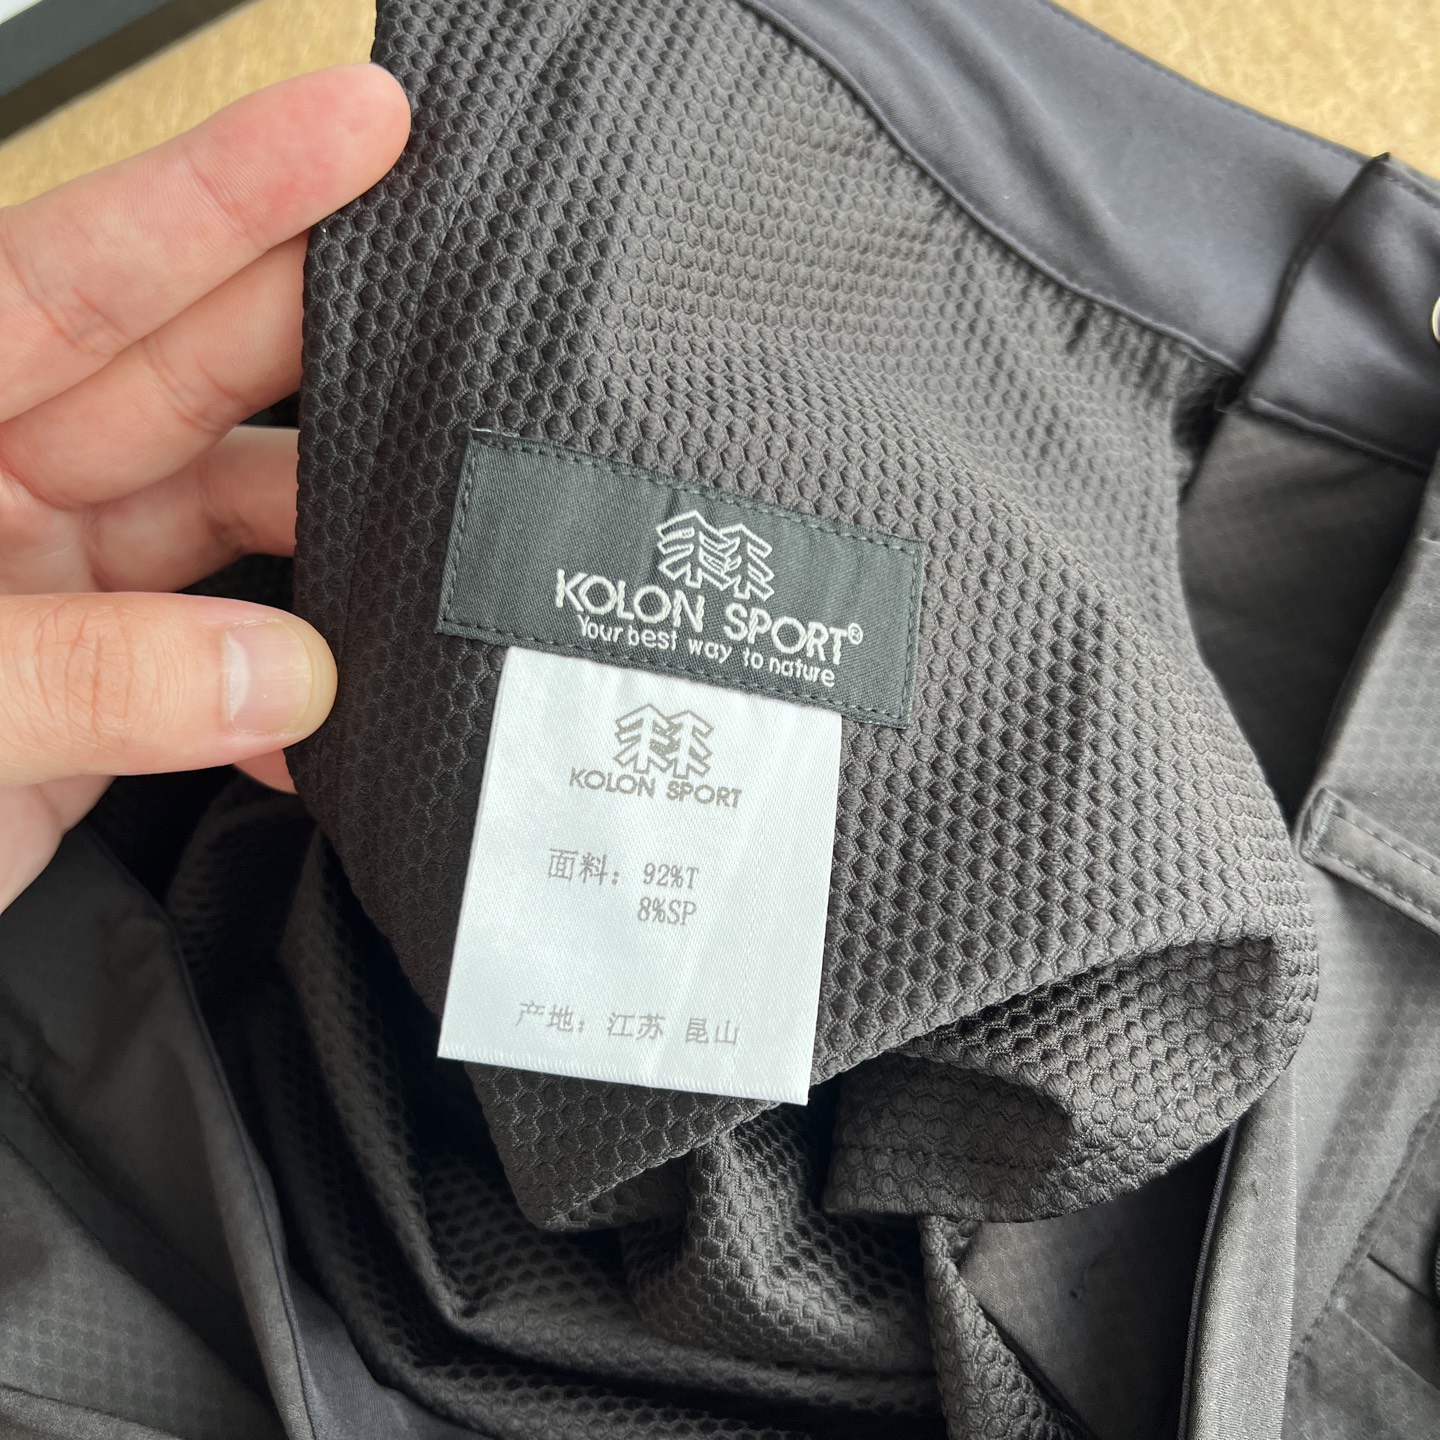 KOLON SPORT®
Your best way to nature
KOLON SPORT
面料：92%T
8%SP
产地：江苏 昆山